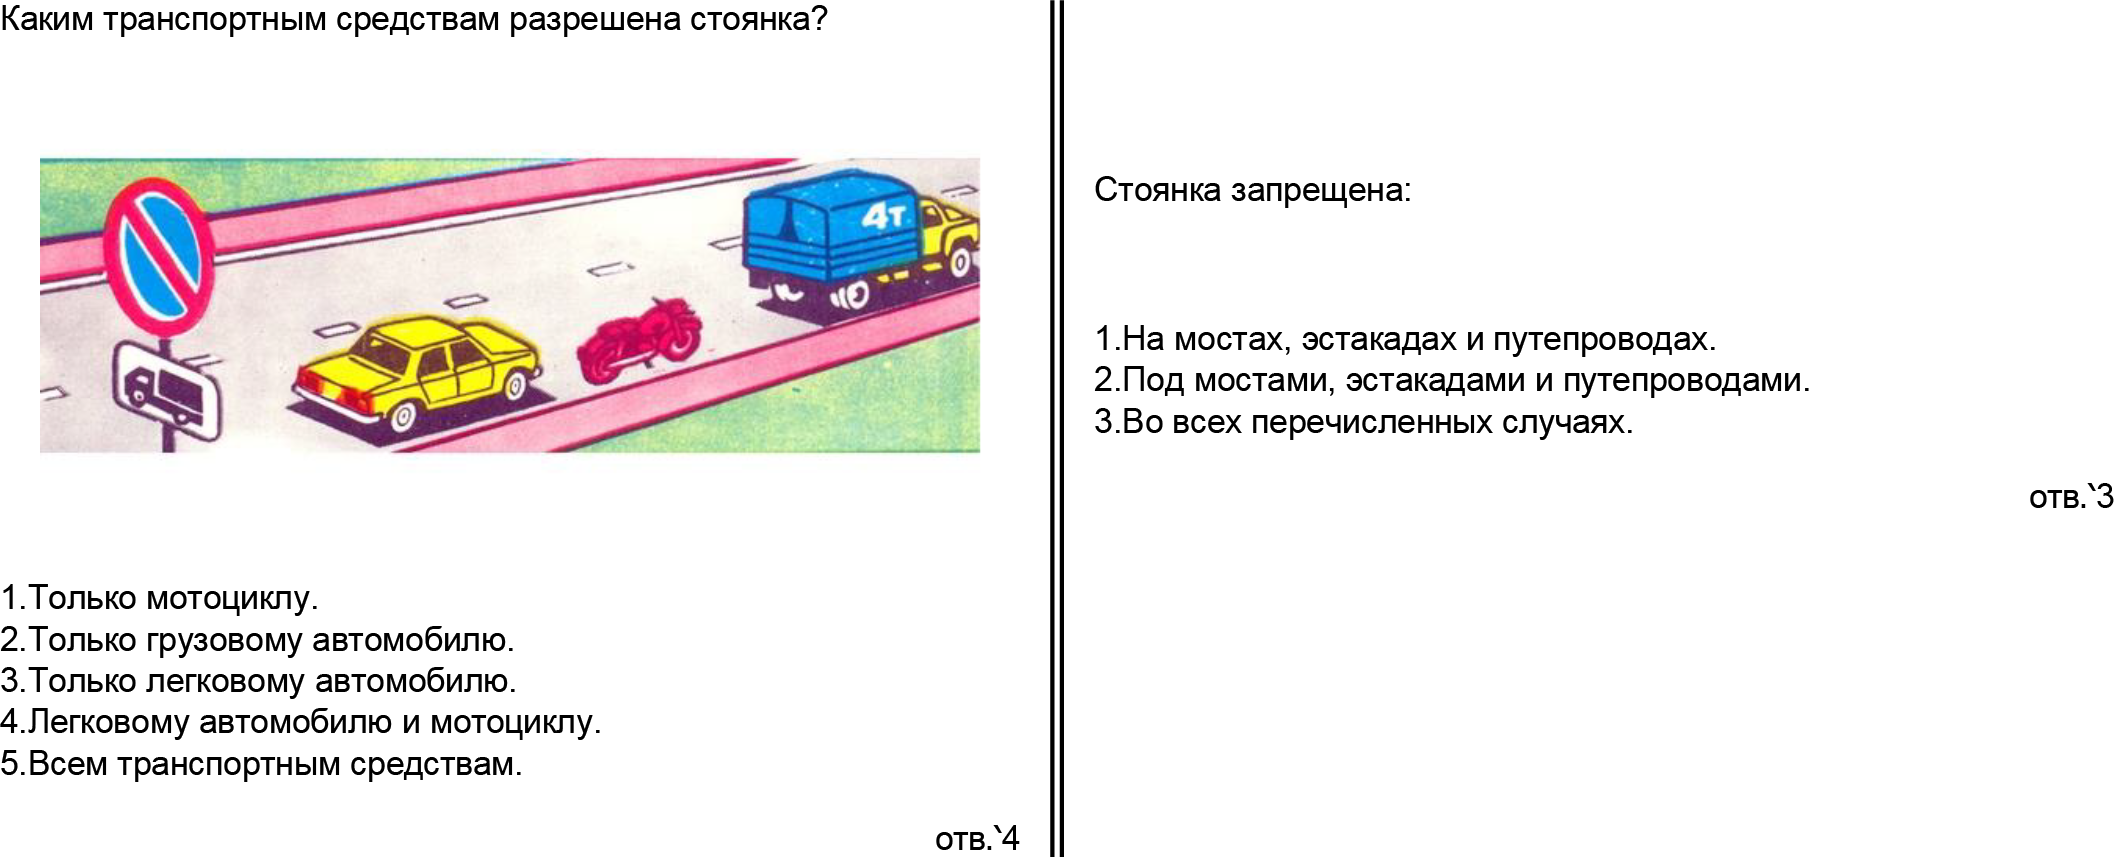 Каким транспортным средствам разрешена стоянка?
4т.
1.Только мотоциклу.
2.Только грузовому автомобилю.
3.Только легковому автомобилю.
4.Легковому автомобилю и мотоциклу.
5.Всем транспортным средствам.
отв.`4
Стоянка запрещена:
1.На мостах, эстакадах и путепроводах.
2.Под мостами, эстакадами и путепроводами.
3.Во всех перечисленных случаях.
отв.`3